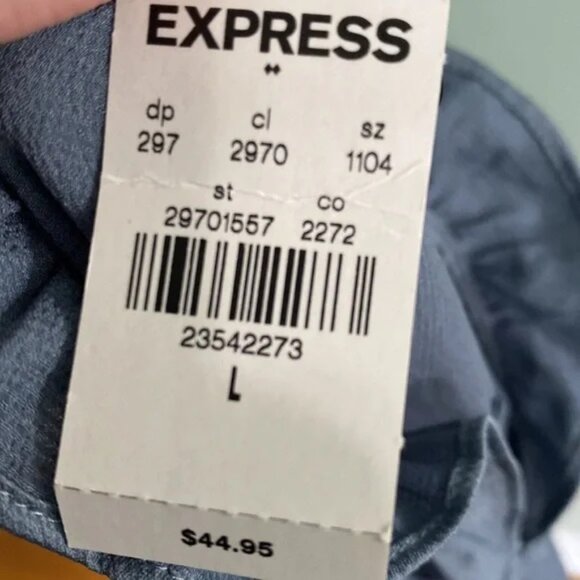 EXPRESS
dp cl sz
297 2970 1104
st co
29701557 2272
23542273
L
$44.95